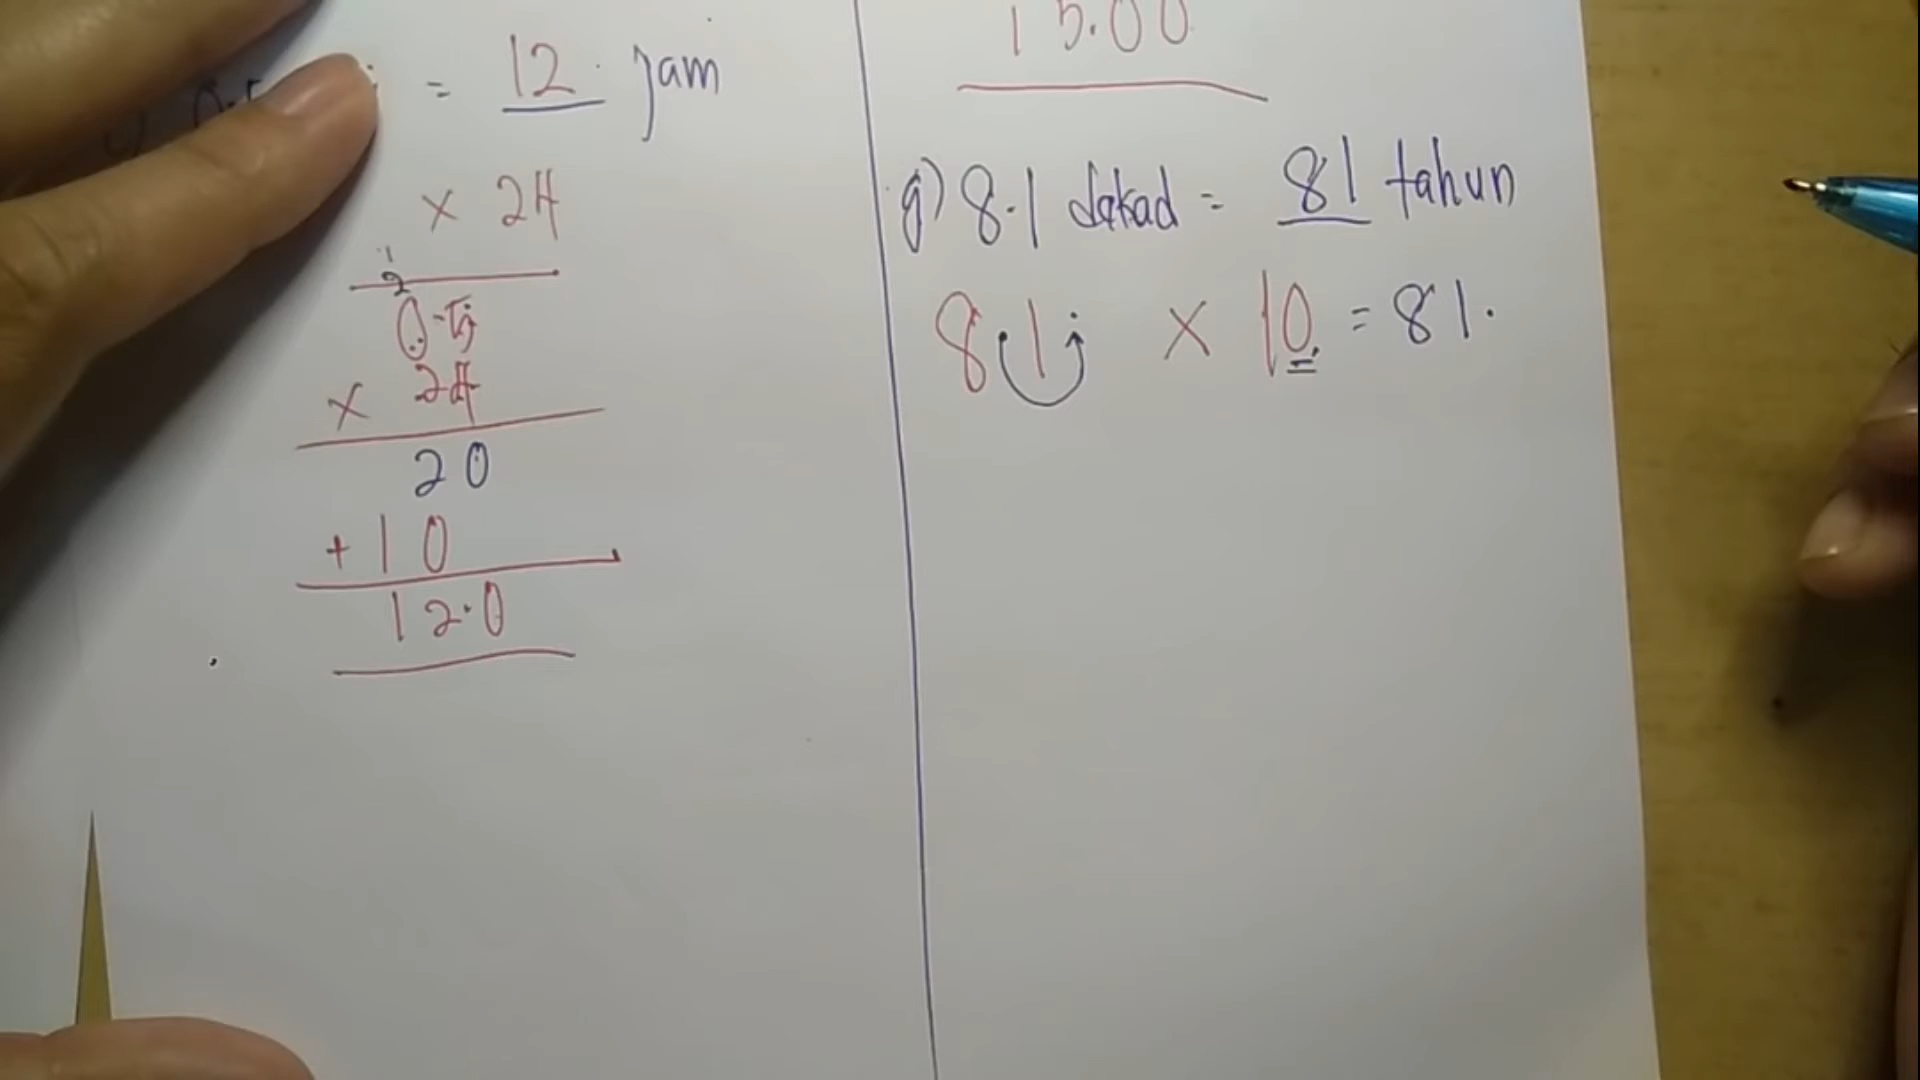 = 12 jam
× 24
0.5
× 24
20
+ 10
12.0
15.00
g) 8.1 dekad = 81 tahun
8.1 × 10 = 81.